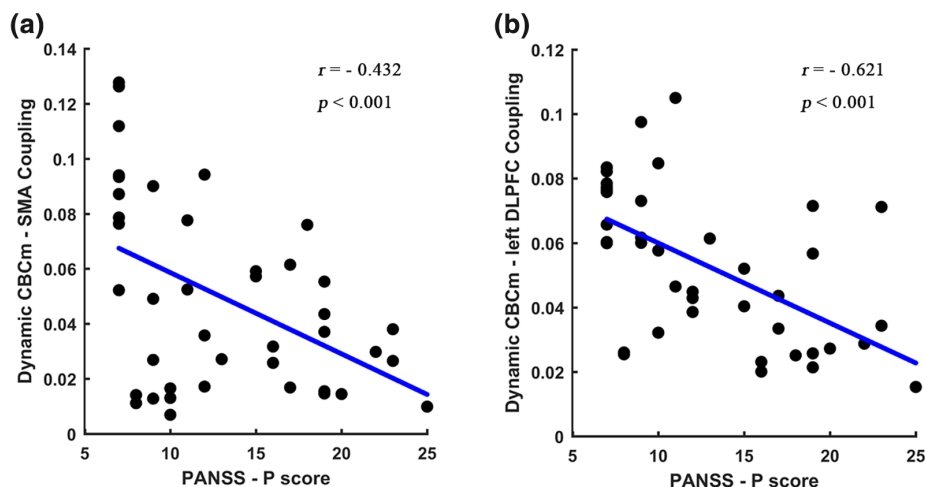 (a)
Dynamic CBCm - SMA Coupling
0.14
0.12
0.1
0.08
0.06
0.04
0.02
0
r = - 0.432
p < 0.001
5
10
15
20
25
PANSS - P score
(b)
Dynamic CBCm - left DLPFC Coupling
0.12
0.1
0.08
0.06
0.04
0.02
0
r = - 0.621
p < 0.001
5
10
15
20
25
PANSS - P score